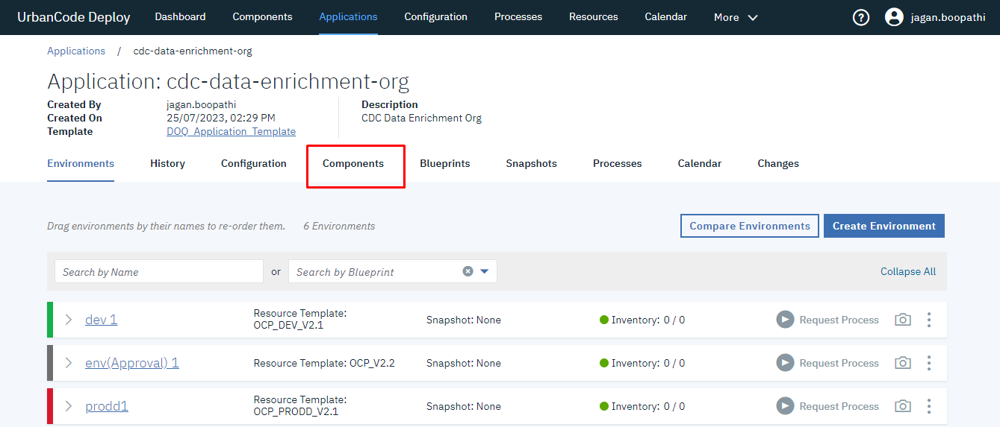 UrbanCode Deploy Dashboard Components Applications Configuration Processes Resources Calendar More jagan.boopathi
Applications / cdc-data-enrichment-org
Application: cdc-data-enrichment-org
Created By jagan.boopathi Description
Created On 25/07/2023, 02:29 PM CDC Data Enrichment Org
Template DOQ_Application_Template
Environments History Configuration Components Blueprints Snapshots Processes Calendar Changes
Drag environments by their names to re-order them. 6 Environments Compare Environments Create Environment
Search by Name or Search by Blueprint Collapse All
dev 1 Resource Template: OCP_DEV_V2.1 Snapshot: None Inventory: 0 / 0 Request Process
env(Approval) 1 Resource Template: OCP_V2.2 Snapshot: None Inventory: 0 / 0 Request Process
prodd1 Resource Template: OCP_PRODD_V2.1 Snapshot: None Inventory: 0 / 0 Request Process